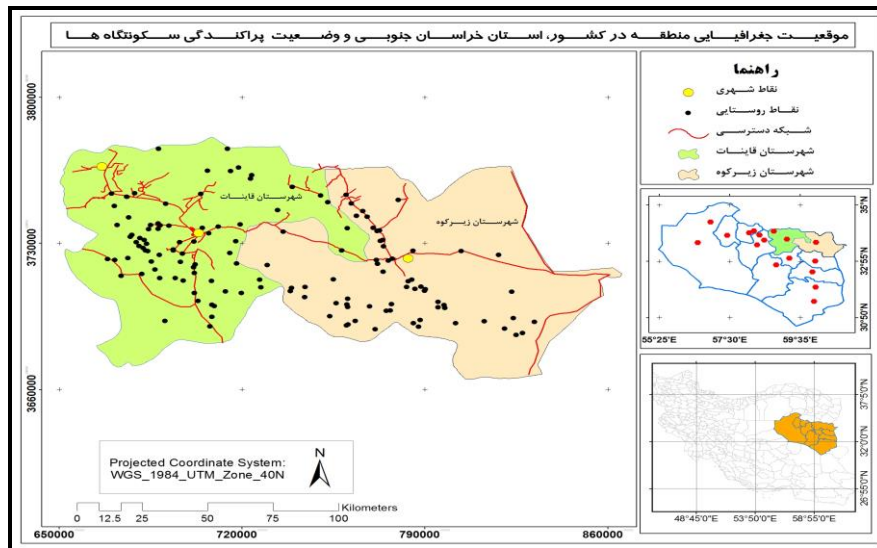 موقعیت جغرافیایی منطقه در کشور، استان خراسان جنوبی و وضعیت پراکندگی سکونتگاه ها
راهنما
نقاط شهری
نقاط روستایی
شبکه دسترسی
شهرستان قاینات
شهرستان زیرکوه
3800000
3730000
3660000
شهرستان قاینات
شهرستان زیرکوه
35°N
32°55'N
30°50'N
55°25'E
57°30'E
59°35'E
37°5'0"N
32°0'0"N
26°55'N
48°45'0"E
53°50'E
58°55'E
Projected Coordinate System:
WGS_1984_UTM_Zone_40N
N
Kilometers
0 12.5 25 50 75 100
650000 720000 790000 860000